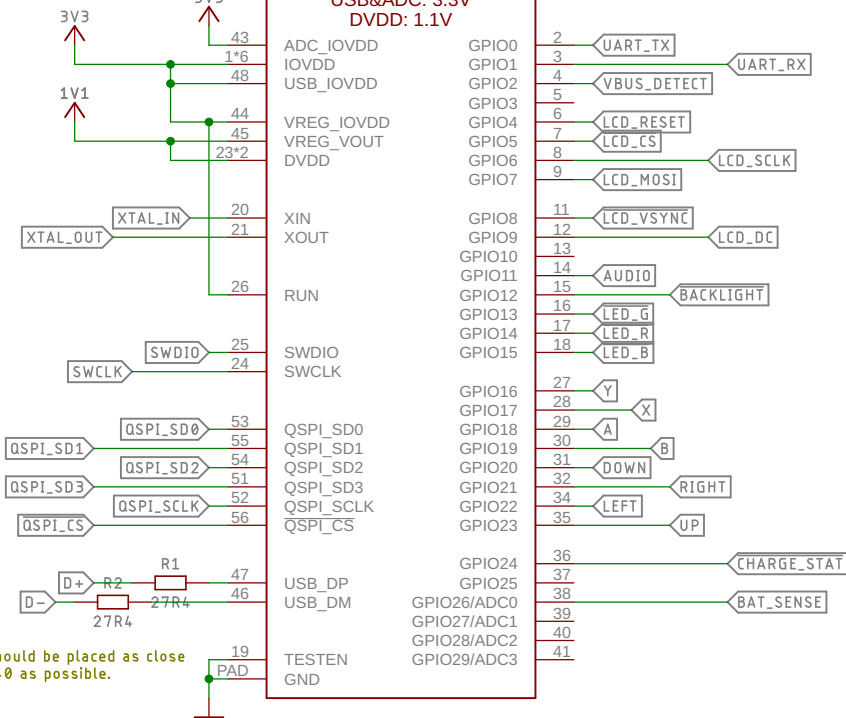 USB&ADC: 3.3V
DVDD: 1.1V
3V3
1V1
43 ADC_IOVDD
1*6 IOVDD
48 USB_IOVDD
44 VREG_IOVDD
45 VREG_VOUT
23*2 DVDD
XTAL_IN 20 XIN
XTAL_OUT 21 XOUT
26 RUN
SWDIO 25 SWDIO
SWCLK 24 SWCLK
QSPI_SD0 53 QSPI_SD0
QSPI_SD1 55 QSPI_SD1
QSPI_SD2 54 QSPI_SD2
QSPI_SD3 51 QSPI_SD3
QSPI_SCLK 52 QSPI_SCLK
QSPI_CS 56 QSPI_CS
R1
D+ 47 USB_DP
R2 27R4
D- 46 USB_DM
27R4
19 TESTEN
PAD GND
ould be placed as close
0 as possible.
GPIO0 2 UART_TX
GPIO1 3 UART_RX
GPIO2 4 VBUS_DETECT
GPIO3 5
GPIO4 6 LCD_RESET
GPIO5 7 LCD_CS
GPIO6 8 LCD_SCLK
GPIO7 9 LCD_MOSI
GPIO8 11 LCD_VSYNC
GPIO9 12 LCD_DC
GPIO10 13
GPIO11 14 AUDIO
GPIO12 15 BACKLIGHT
GPIO13 16 LED_G
GPIO14 17 LED_R
GPIO15 18 LED_B
GPIO16 27 Y
GPIO17 28 X
GPIO18 29 A
GPIO19 30 B
GPIO20 31 DOWN
GPIO21 32 RIGHT
GPIO22 34 LEFT
GPIO23 35 UP
GPIO24 36 CHARGE_STAT
GPIO25 37
GPIO26/ADC0 38 BAT_SENSE
GPIO27/ADC1 39
GPIO28/ADC2 40
GPIO29/ADC3 41